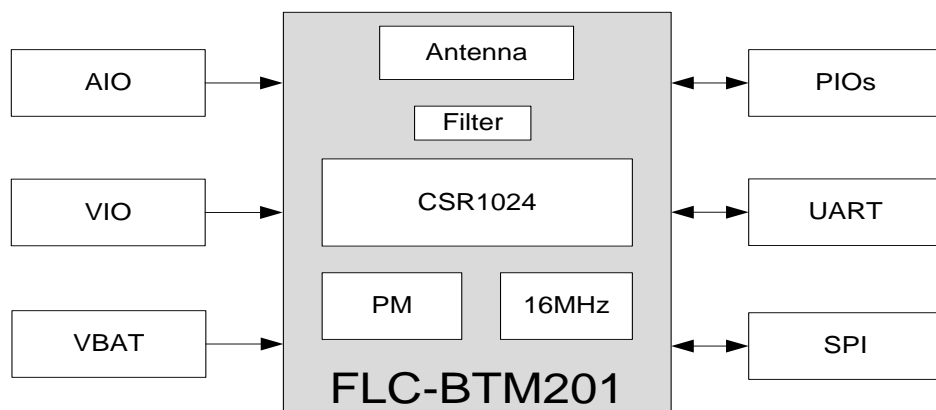 Antenna
AIO
PIOs
Filter
CSR1024
VIO
UART
PM
16MHz
VBAT
SPI
FLC-BTM201